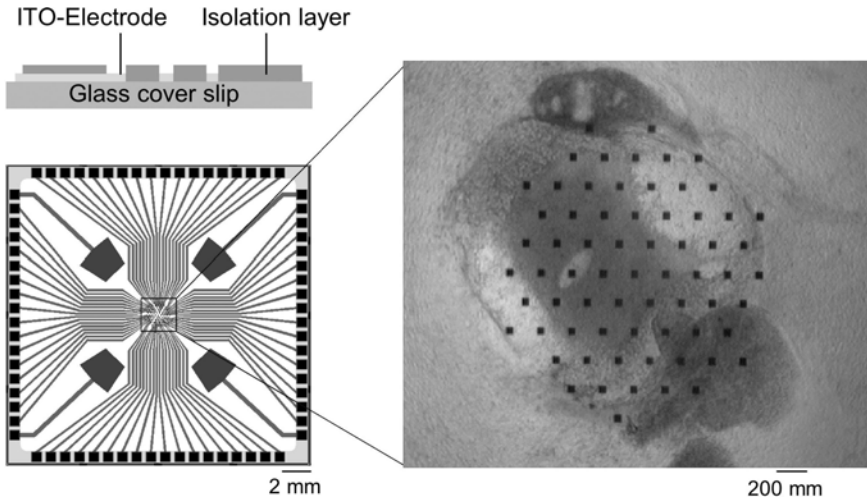 ITO-Electrode
Isolation layer
Glass cover slip
2 mm
200 mm